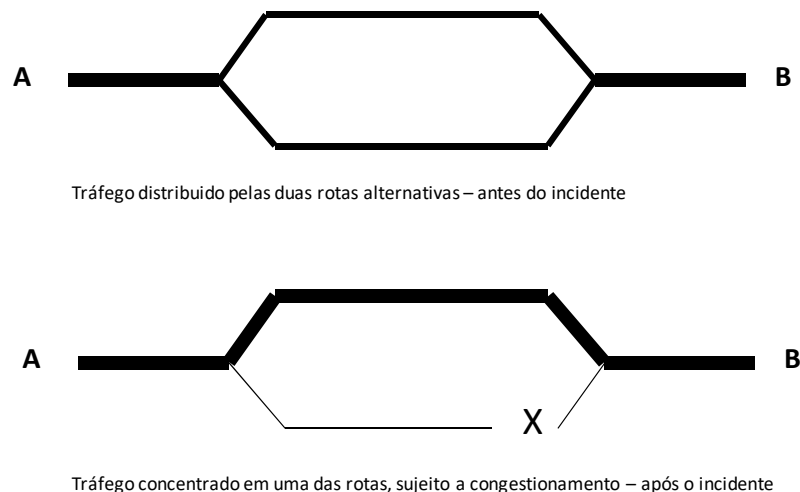 A B
Tráfego distribuido pelas duas rotas alternativas – antes do incidente
A B
X
Tráfego concentrado em uma das rotas, sujeito a congestionamento – após o incidente